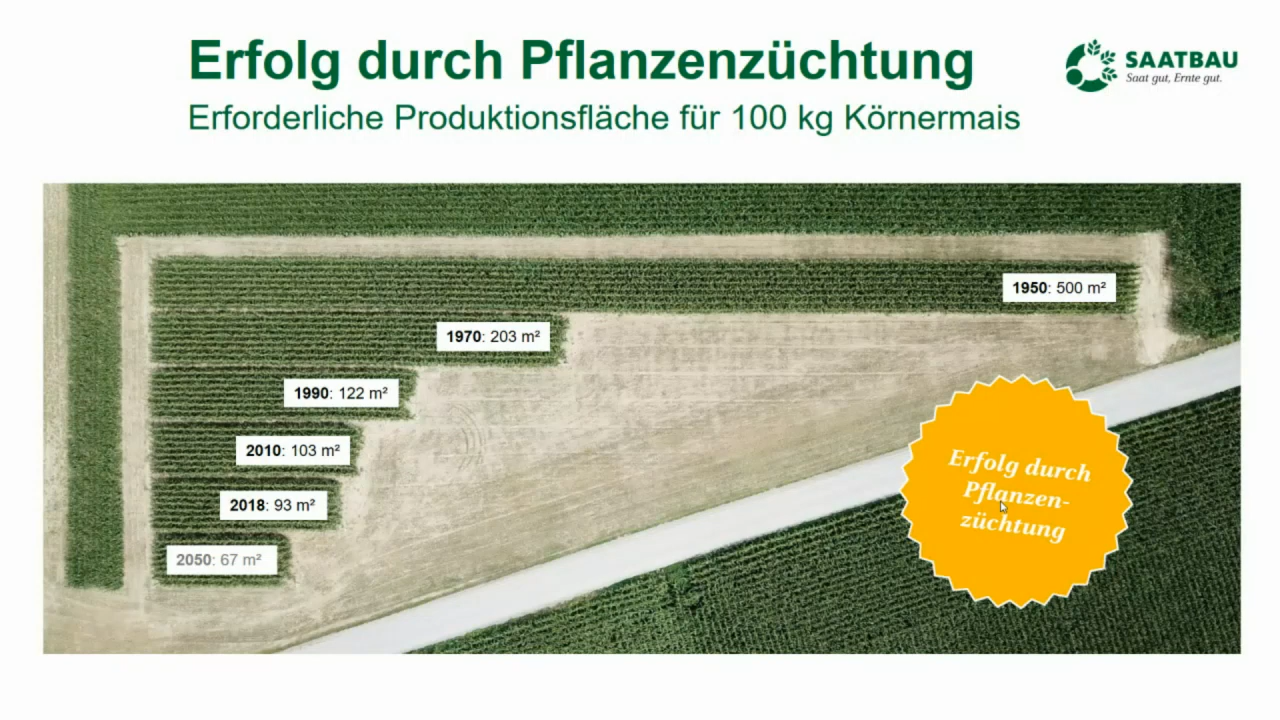 Erfolg durch Pflanzenzüchtung
Erforderliche Produktionsfläche für 100 kg Körnermais
SAATBAU
Saat gut, Ernte gut.
1950: 500 m²
1970: 203 m²
1990: 122 m²
2010: 103 m²
2018: 93 m²
2050: 67 m²
Erfolg durch
Pflanzen-
züchtung